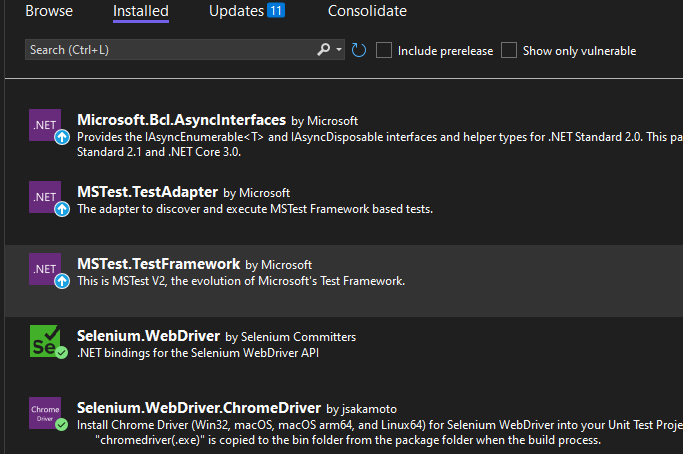 Browse Installed Updates 11 Consolidate
Search (Ctrl+L) Include prerelease Show only vulnerable
.NET Microsoft.Bcl.AsyncInterfaces by Microsoft
Provides the IAsyncEnumerable<T> and IAsyncDisposable interfaces and helper types for .NET Standard 2.0. This pa
Standard 2.1 and .NET Core 3.0.
.NET MSTest.TestAdapter by Microsoft
The adapter to discover and execute MSTest Framework based tests.
.NET MSTest.TestFramework by Microsoft
This is MSTest V2, the evolution of Microsoft's Test Framework.
Se Selenium.WebDriver by Selenium Committers
.NET bindings for the Selenium WebDriver API
Chrome Driver Selenium.WebDriver.ChromeDriver by jsakamoto
Install Chrome Driver (Win32, macOS, macOS arm64, and Linux64) for Selenium WebDriver into your Unit Test Proje
"chromedriver(.exe)" is copied to the bin folder from the package folder when the build process.